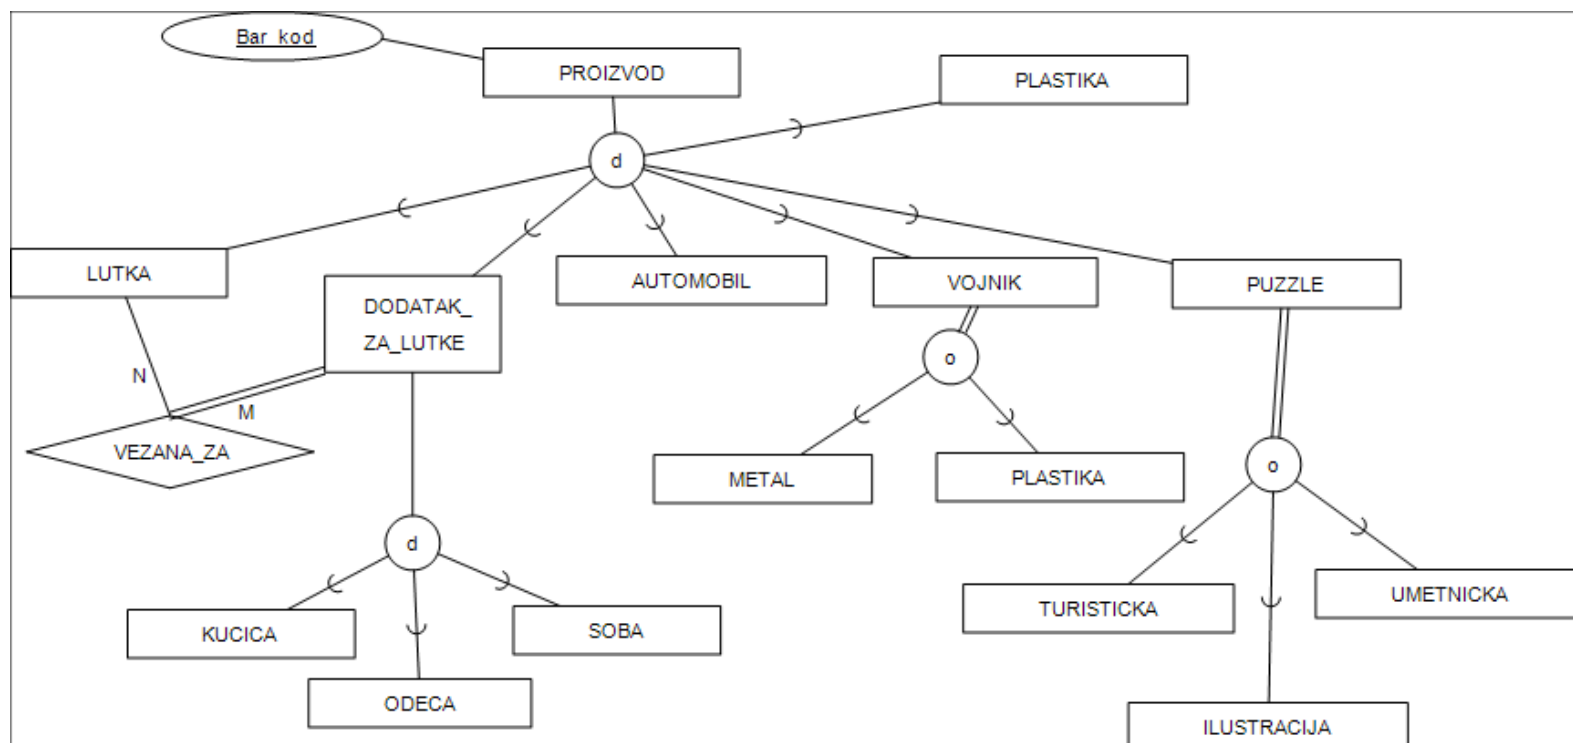 Bar kod
PROIZVOD
PLASTIKA
d
LUTKA
DODATAK_
ZA_LUTKE
AUTOMOBIL
VOJNIK
PUZZLE
N
M
VEZANA_ZA
o
METAL
PLASTIKA
o
d
KUCICA
ODECA
SOBA
TURISTICKA
UMETNICKA
ILUSTRACIJA